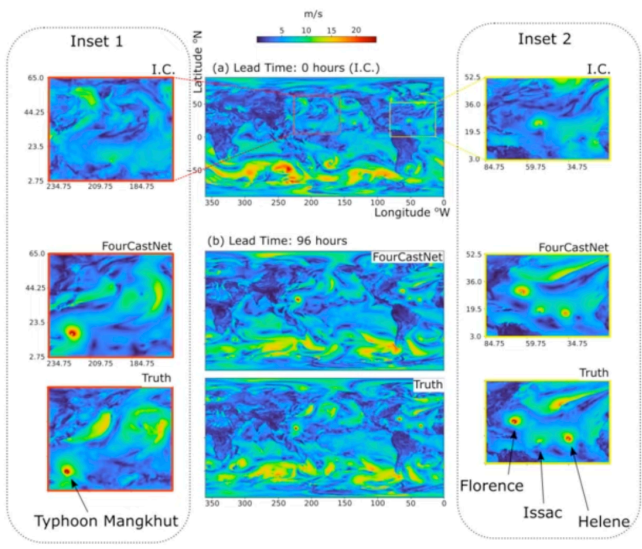 m/s
5 10 15 20
Inset 1
I.C.
65.0
44.25
23.5
2.75
234.75 209.75 184.75
FourCastNet
65.0
44.25
23.5
2.75
234.75 209.75 184.75
Truth
Typhoon Mangkhut
Latitude °N
(a) Lead Time: 0 hours (I.C.)
50
0
−50
350 300 250 200 150 100 50 0
Longitude °W
(b) Lead Time: 96 hours
FourCastNet
Truth
350 300 250 200 150 100 50 0
Inset 2
I.C.
52.5
36.0
19.5
3.0
84.75 59.75 34.75
FourCastNet
52.5
36.0
19.5
3.0
84.75 59.75 34.75
Truth
Florence
Issac
Helene